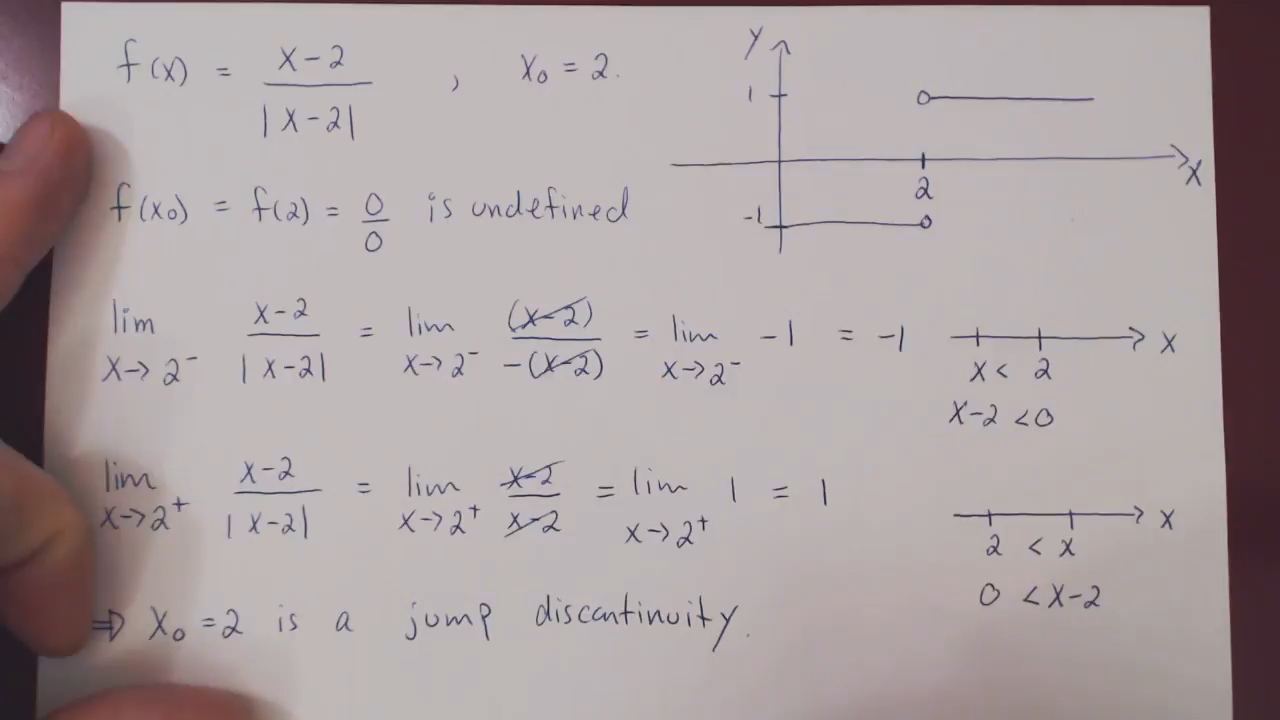 f(x) = x-2 / |x-2| , x₀ = 2.
y
1
2
x
-1
f(x₀) = f(2) = 0/0 is undefined
lim x→2⁻ x-2 / |x-2| = lim x→2⁻ (x-2) / -(x-2) = lim x→2⁻ -1 = -1
x
x < 2
x-2 < 0
lim x→2⁺ x-2 / |x-2| = lim x→2⁺ x-2 / x-2 = lim x→2⁺ 1 = 1
x
2 < x
0 < x-2
⇒ x₀ = 2 is a jump discontinuity.